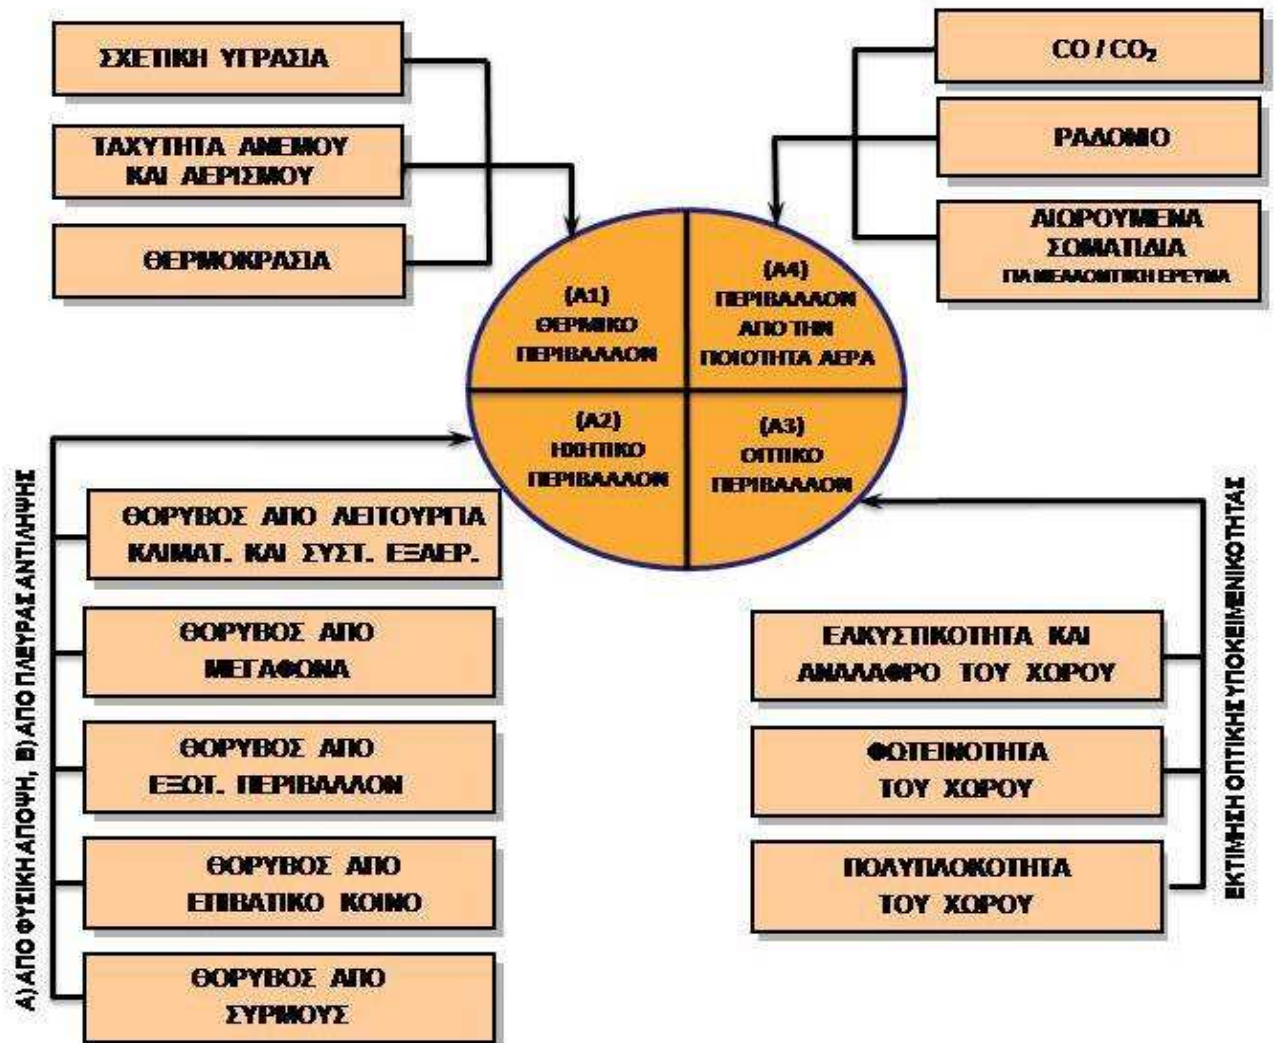 ΣΧΕΤΙΚΗ ΥΓΡΑΣΙΑ
ΤΑΧΥΤΗΤΑ ΑΝΕΜΟΥ
ΚΑΙ ΑΕΡΙΣΜΟΥ
ΘΕΡΜΟΚΡΑΣΙΑ
CO / CO₂
ΡΑΔΟΝΙΟ
ΑΙΩΡΟΥΜΕΝΑ
ΣΩΜΑΤΙΔΙΑ
ΓΙΑ ΜΕΛΛΟΝΤΙΚΗ ΕΡΕΥΝΑ
(Α1)
ΘΕΡΜΙΚΟ
ΠΕΡΙΒΑΛΛΟΝ
(Α4)
ΠΕΡΙΒΑΛΛΟΝ
ΑΠΟ ΤΗΝ
ΠΟΙΟΤΗΤΑ ΑΕΡΑ
(Α2)
ΗΧΗΤΙΚΟ
ΠΕΡΙΒΑΛΛΟΝ
(Α3)
ΟΠΤΙΚΟ
ΠΕΡΙΒΑΛΛΟΝ
Α) ΑΠΟ ΦΥΣΙΚΗ ΑΠΟΨΗ, Β) ΑΠΟ ΠΛΕΥΡΑΣ ΑΝΤΙΛΗΨΗΣ
ΘΟΡΥΒΟΣ ΑΠΟ ΛΕΙΤΟΥΡΓΙΑ
ΚΛΙΜΑΤ. ΚΑΙ ΣΥΣΤ. ΕΞΑΕΡ.
ΘΟΡΥΒΟΣ ΑΠΟ
ΜΕΓΑΦΩΝΑ
ΘΟΡΥΒΟΣ ΑΠΟ
ΕΞΩΤ. ΠΕΡΙΒΑΛΛΟΝ
ΘΟΡΥΒΟΣ ΑΠΟ
ΕΠΙΒΑΤΙΚΟ ΚΟΙΝΟ
ΘΟΡΥΒΟΣ ΑΠΟ
ΣΥΡΜΟΥΣ
ΕΛΚΥΣΤΙΚΟΤΗΤΑ ΚΑΙ
ΑΝΑΛΑΦΡΟ ΤΟΥ ΧΩΡΟΥ
ΦΩΤΕΙΝΟΤΗΤΑ
ΤΟΥ ΧΩΡΟΥ
ΠΟΛΥΠΛΟΚΟΤΗΤΑ
ΤΟΥ ΧΩΡΟΥ
ΕΚΤΙΜΗΣΗ ΟΠΤΙΚΗΣ ΥΠΟΚΕΙΜΕΝΙΚΟΤΗΤΑΣ